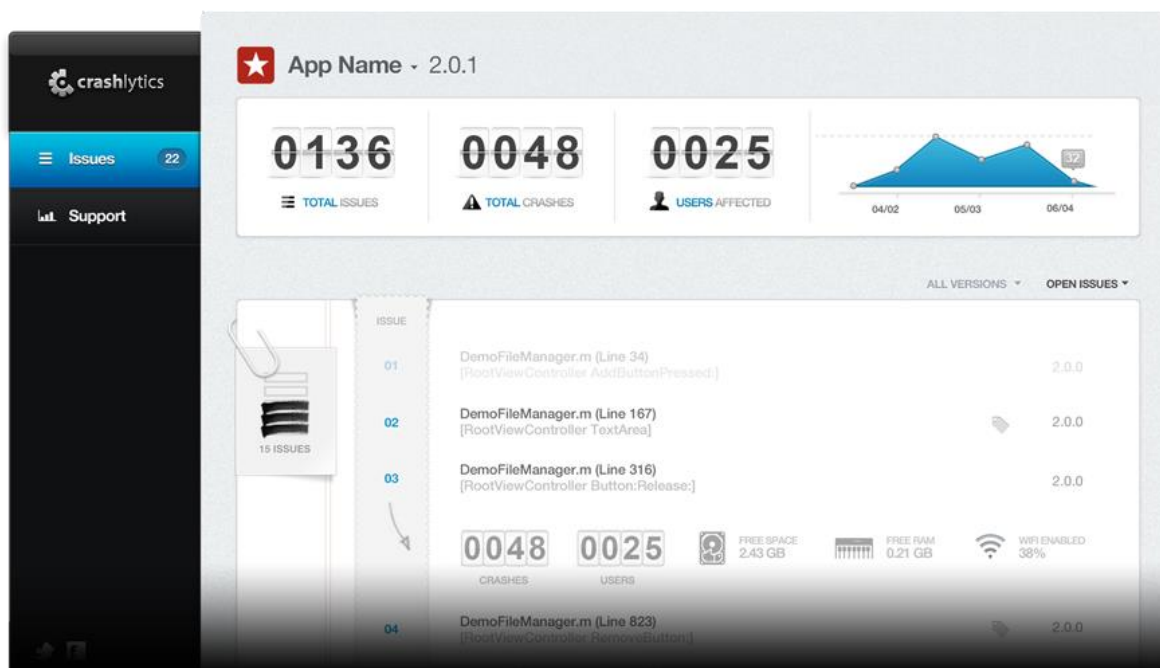 crashlytics
Issues 22
Support
App Name - 2.0.1
0136
TOTAL ISSUES
0048
TOTAL CRASHES
0025
USERS AFFECTED
32
04/02 05/03 06/04
ALL VERSIONS OPEN ISSUES
15 ISSUES
ISSUE
01 DemoFileManager.m (Line 34) 2.0.0
[RootViewController AddButtonPressed:]
02 DemoFileManager.m (Line 167) 2.0.0
[RootViewController TextArea]
03 DemoFileManager.m (Line 316) 2.0.0
[RootViewController Button:Release:]
0048
CRASHES
0025
USERS
FREE SPACE
2.43 GB
FREE RAM
0.21 GB
WIFI ENABLED
38%
04 DemoFileManager.m (Line 823) 2.0.0
[RootViewController RemoveButton:]